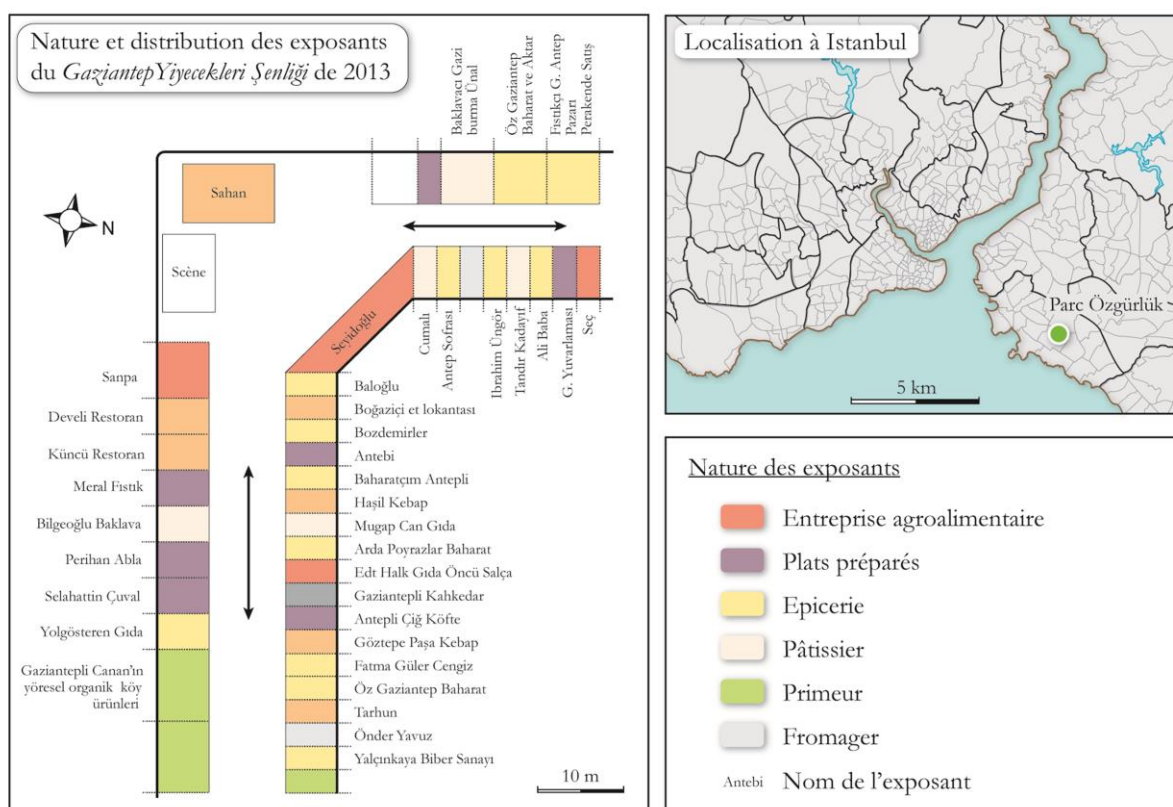 Nature et distribution des exposants
du Gaziantep Yiyecekleri Şenliği de 2013
Baklavacı Gazi
burma Ünal
Öz Gaziantep
Baharat ve Aktar
Fıstıkçı G. Antep
Pazarı
Perakende Satış
Sahan
N
Scène
Seyidoğlu
Cumalı
Antep Sofrası
Ibrahim Üngör
Tandır Kadayıf
Ali Baba
G. Yuvarlaması
Seç
Sanpa
Develi Restoran
Küncü Restoran
Meral Fıstık
Bilgeoğlu Baklava
Perihan Abla
Selahattin Çuval
Yolgösteren Gıda
Gaziantepli Canan’ın
yöresel organik köy
ürünleri
Baloğlu
Boğaziçi et lokantası
Bozdemirler
Antebi
Baharatçım Antepli
Haşil Kebap
Mugap Can Gıda
Arda Poyrazlar Baharat
Edt Halk Gıda Öncü Salça
Gaziantepli Kahkedar
Antepli Çiğ Köfte
Göztepe Paşa Kebap
Fatma Güler Cengiz
Öz Gaziantep Baharat
Tarhun
Önder Yavuz
Yalçınkaya Biber Sanayı
10 m
Localisation à Istanbul
Parc Özgürlük
5 km
Nature des exposants
Entreprise agroalimentaire
Plats préparés
Epicerie
Pâtissier
Primeur
Fromager
Antebi Nom de l’exposant